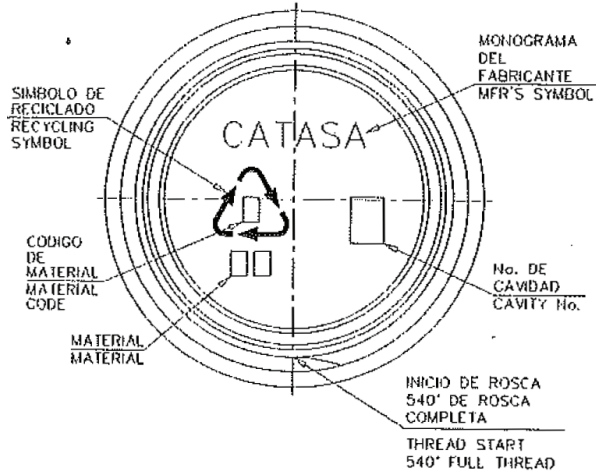 MONOGRAMA
DEL
FABRICANTE
MFR'S SYMBOL
SIMBOLO DE
RECICLADO
RECYCLING
SYMBOL
CATASA
CODIGO
DE
MATERIAL
MATERIAL
CODE
No. DE
CAVIDAD
CAVITY No.
MATERIAL
MATERIAL
INICIO DE ROSCA
540° DE ROSCA
COMPLETA
THREAD START
540° FULL THREAD